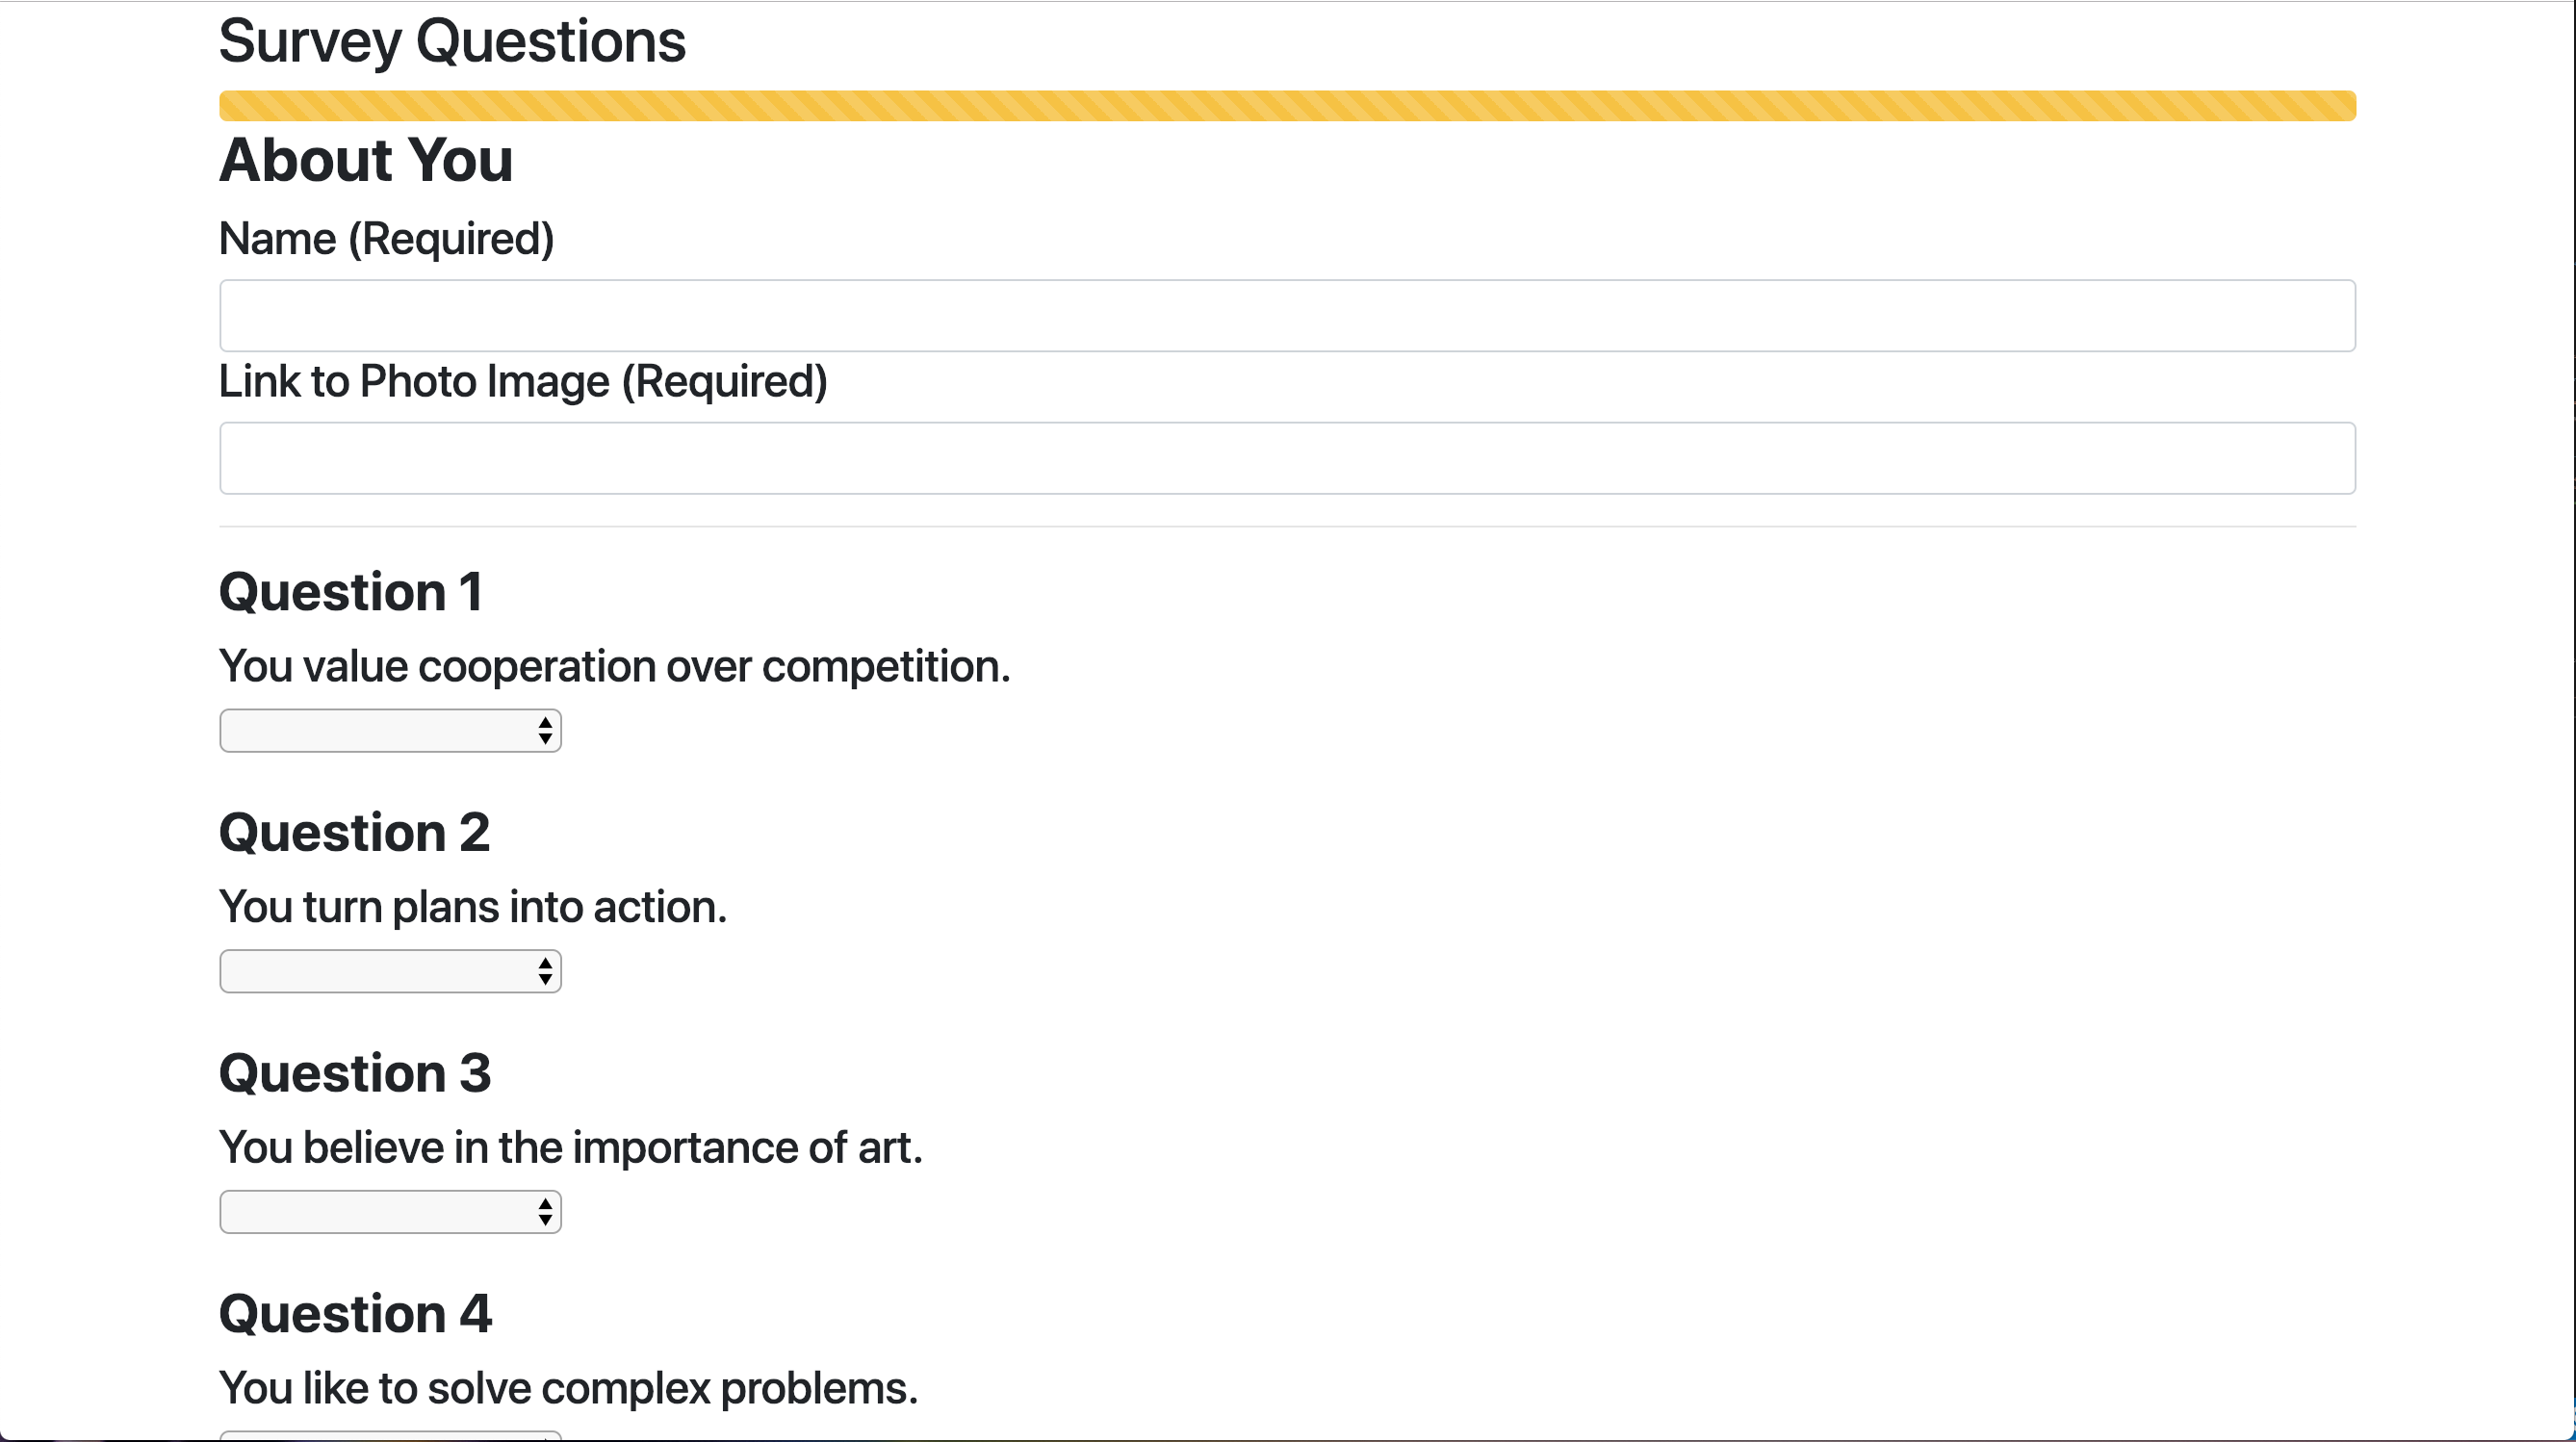 Survey Questions
About You
Name (Required)
Link to Photo Image (Required)
Question 1
You value cooperation over competition.
Question 2
You turn plans into action.
Question 3
You believe in the importance of art.
Question 4
You like to solve complex problems.